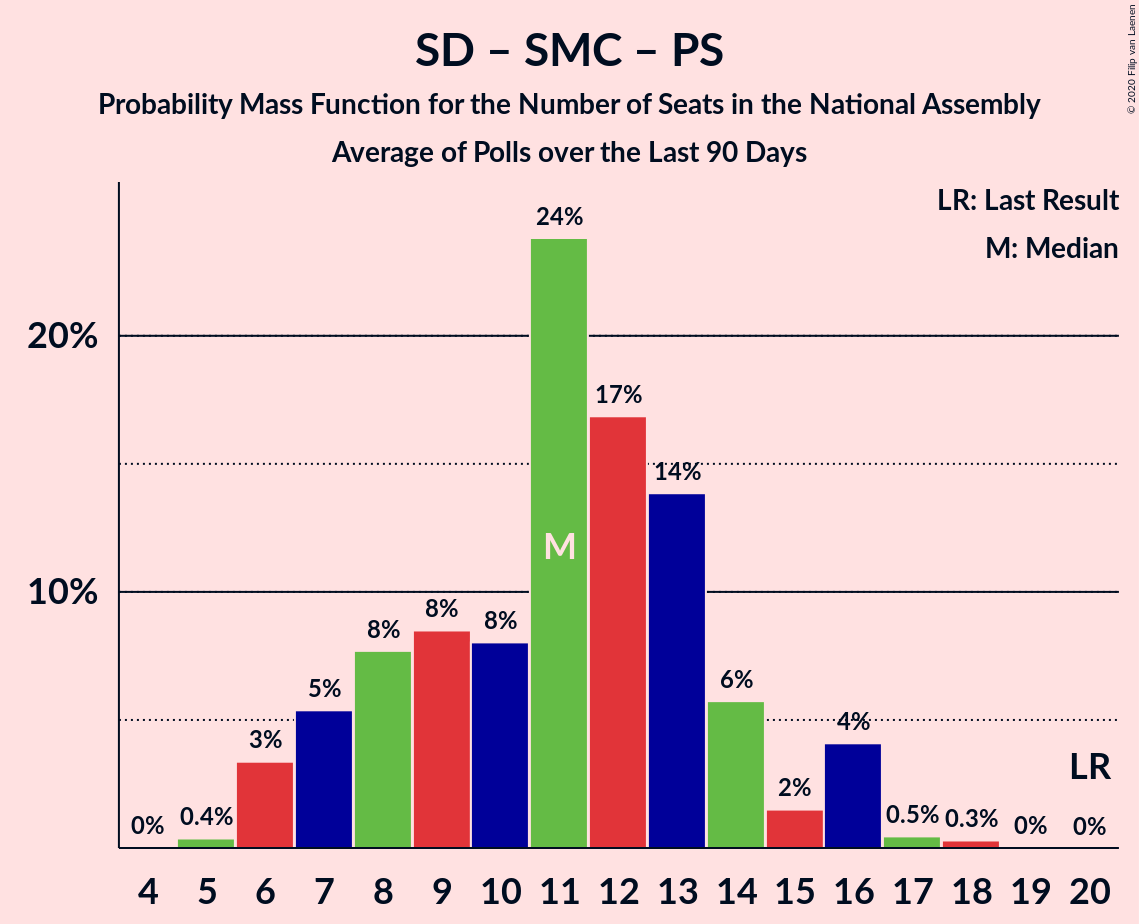 SD – SMC – PS
Probability Mass Function for the Number of Seats in the National Assembly
Average of Polls over the Last 90 Days
© 2020 Filip van Laenen
LR: Last Result
M: Median
20%
10%
0%
0.4%
3%
5%
8%
8%
8%
24%
17%
14%
6%
2%
4%
0.5%
0.3%
0%
0%
M
LR
4 5 6 7 8 9 10 11 12 13 14 15 16 17 18 19 20